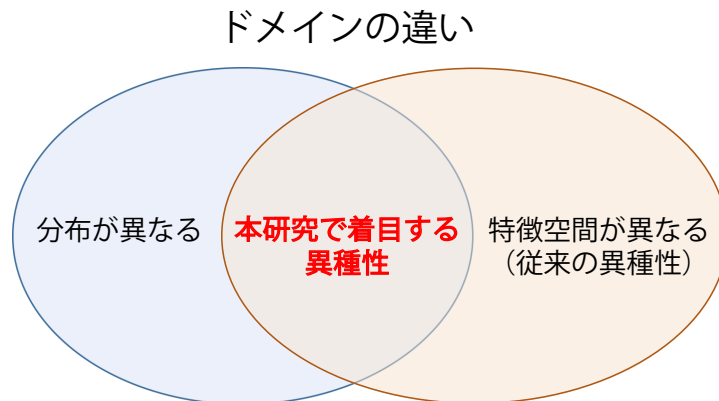 ドメインの違い
分布が異なる
本研究で着目する
異種性
特徴空間が異なる
（従来の異種性）